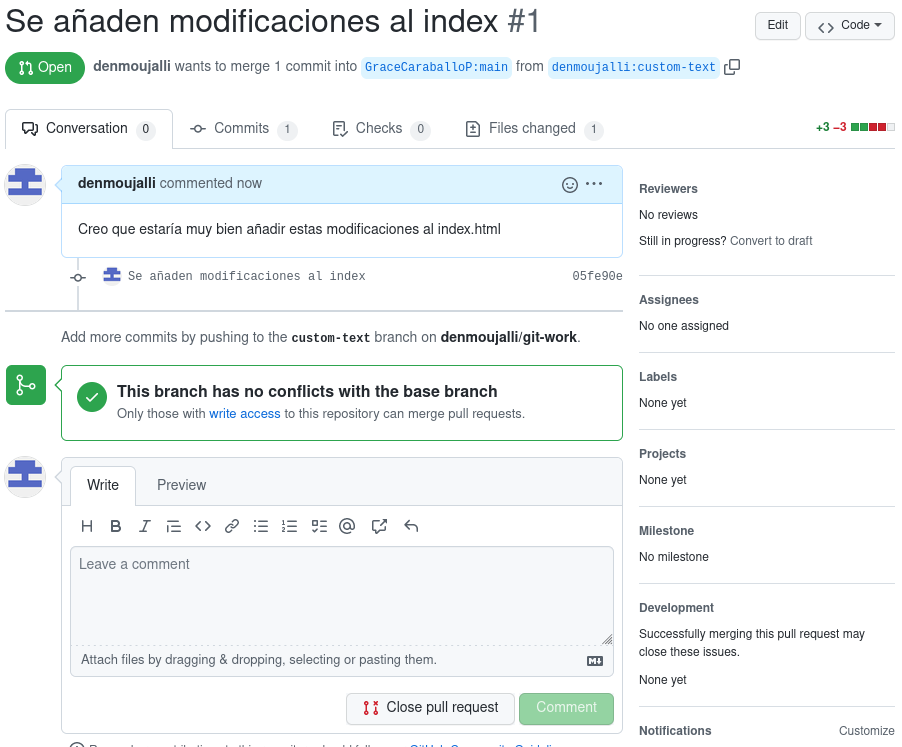 Se añaden modificaciones al index #1
Edit
Code
Open
denmoujalli wants to merge 1 commit into GraceCaraballoP:main from denmoujalli:custom-text
Conversation 0
Commits 1
Checks 0
Files changed 1
+3 −3
denmoujalli commented now
Creo que estaría muy bien añadir estas modificaciones al index.html
Se añaden modificaciones al index 05fe90e
Add more commits by pushing to the custom-text branch on denmoujalli/git-work.
This branch has no conflicts with the base branch
Only those with write access to this repository can merge pull requests.
Write
Preview
H B I
Leave a comment
Attach files by dragging & dropping, selecting or pasting them.
Close pull request
Comment
Reviewers
No reviews
Still in progress? Convert to draft
Assignees
No one assigned
Labels
None yet
Projects
None yet
Milestone
No milestone
Development
Successfully merging this pull request may
close these issues.
None yet
Notifications
Customize